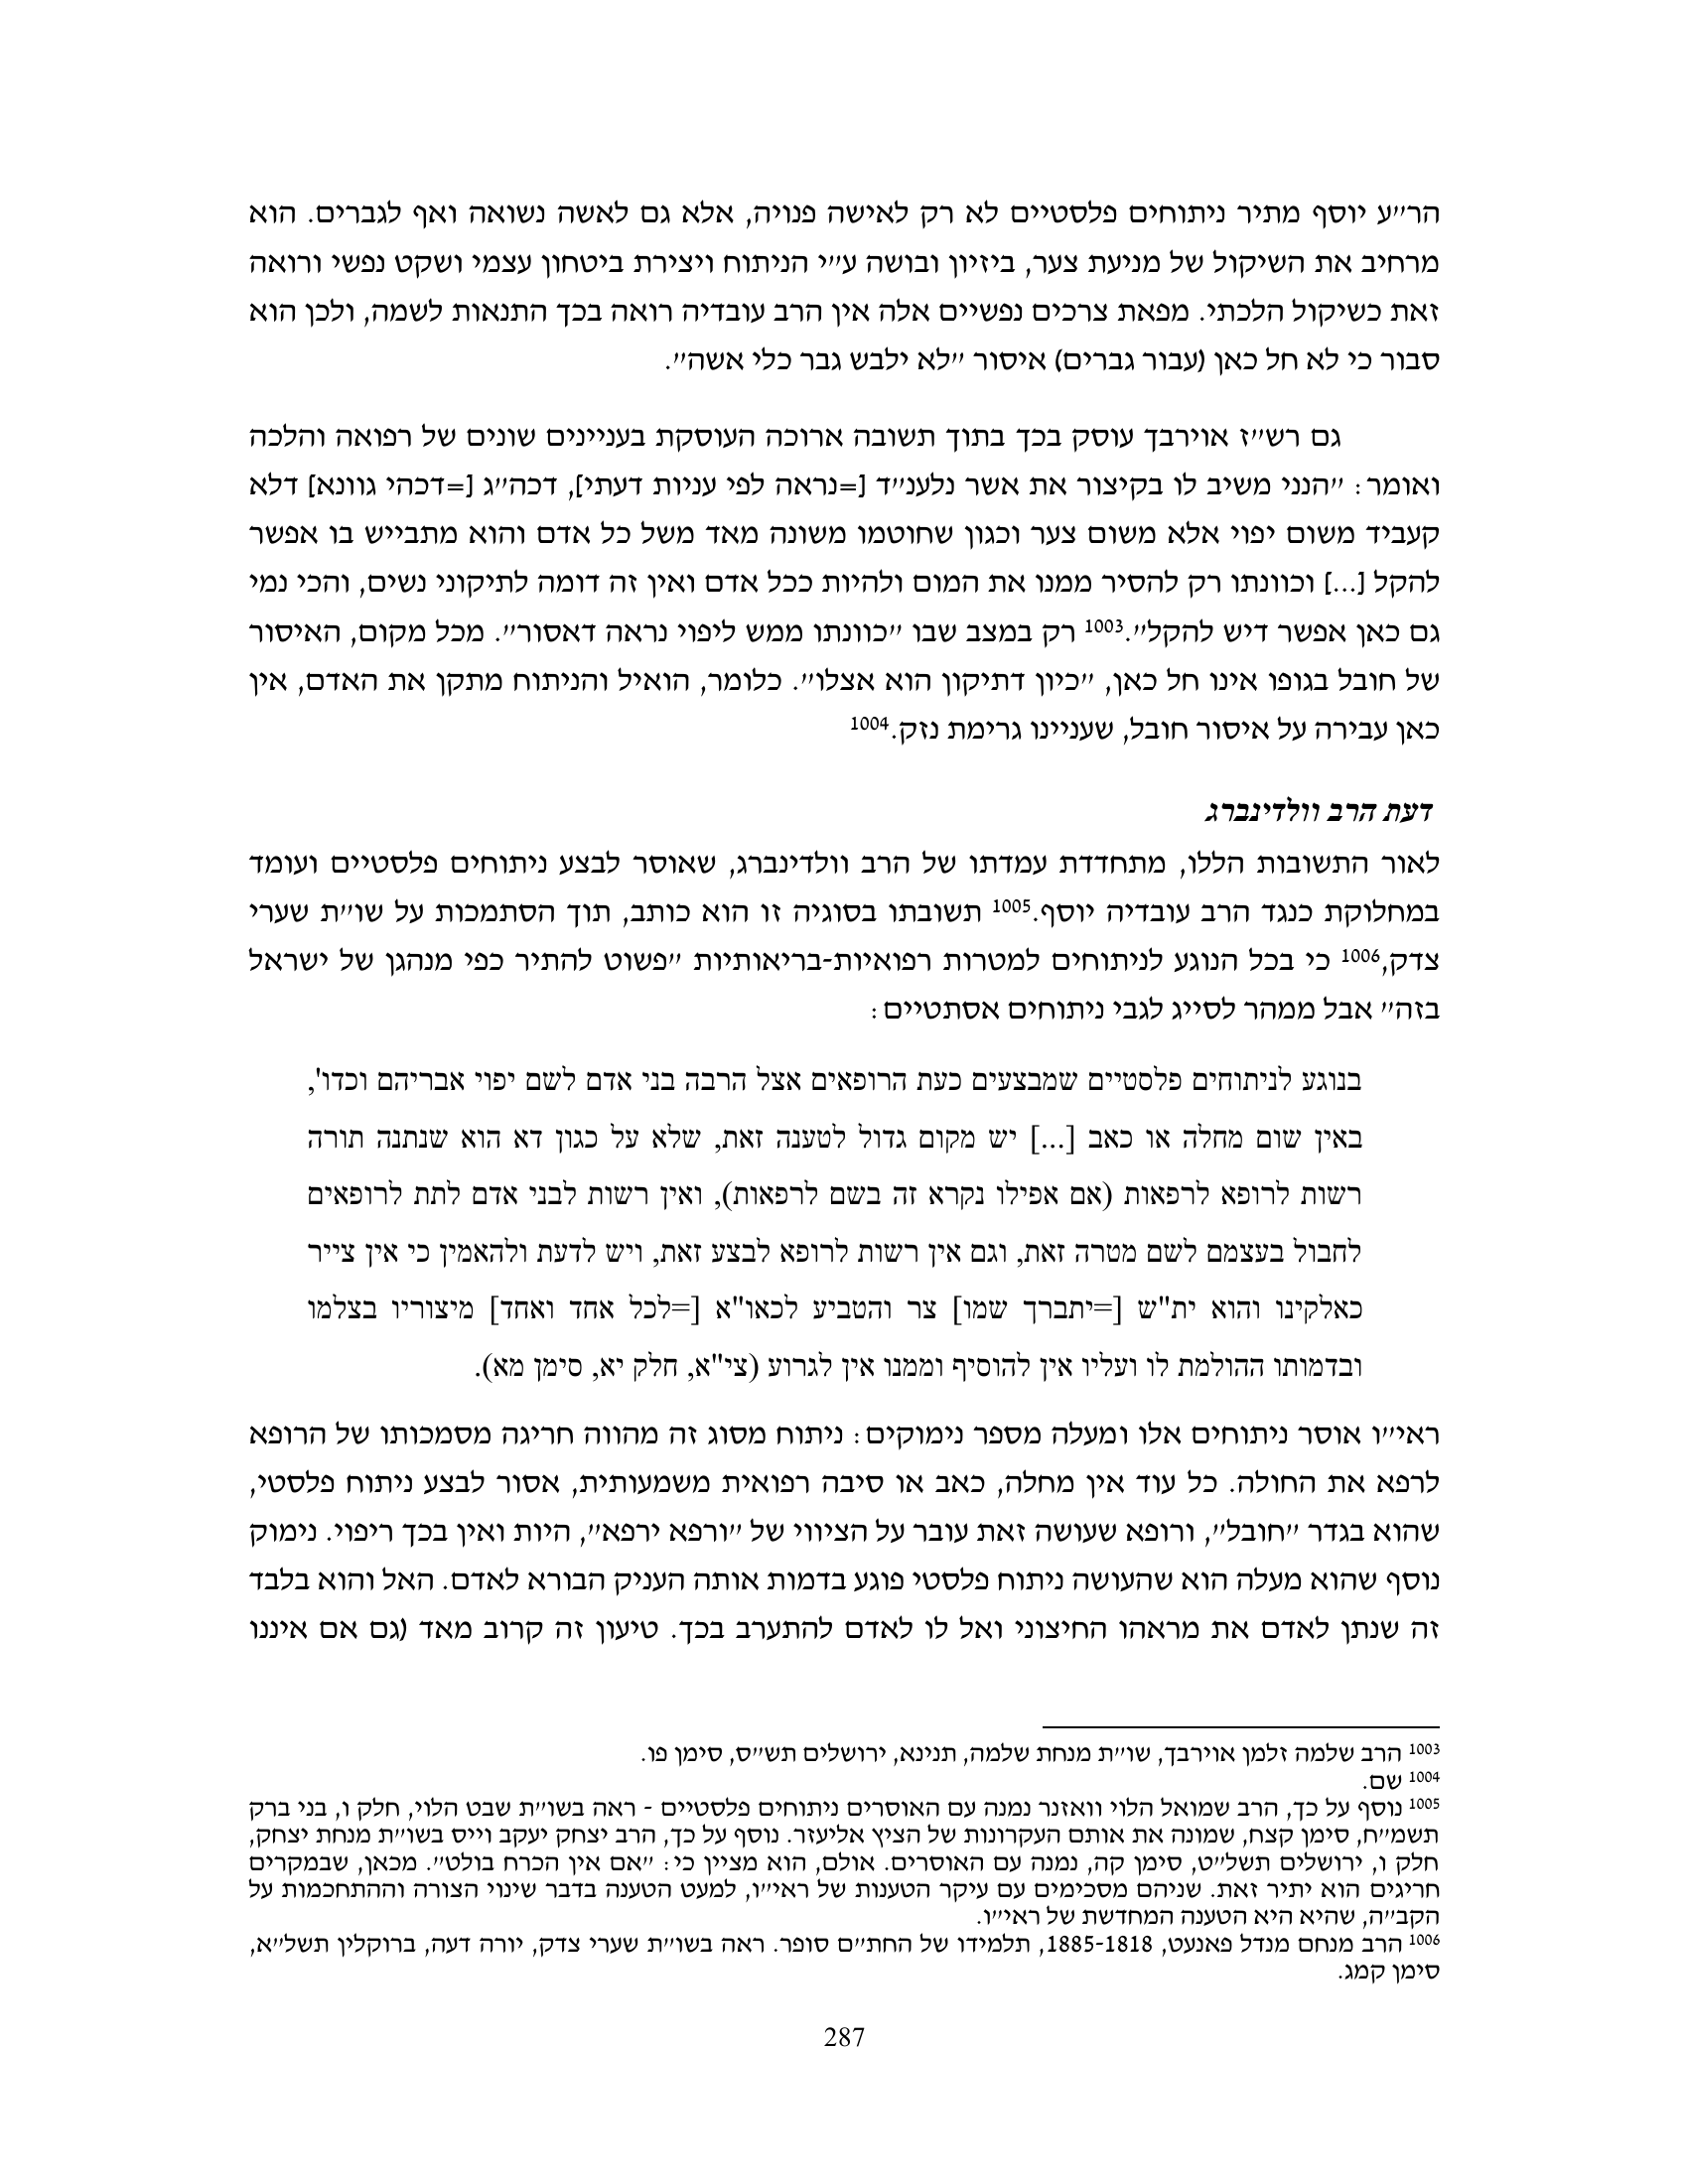 הר״ע יוסף מתיר ניתוחים פלסטיים לא רק לאישה פנויה, אלא גם לאשה נשואה ואף לגברים. הוא
מרחיב את השיקול של מניעת צער, ביזיון ובושה ע״י הניתוח ויצירת ביטחון עצמי ושקט נפשי ורואה
זאת כשיקול הלכתי. מפאת צרכים נפשיים אלה אין הרב עובדיה רואה בכך התנאות לשמה, ולכן הוא
סבור כי לא חל כאן (עבור גברים) איסור ״לא ילבש גבר כלי אשה״.
גם רש״ז אוירבך עוסק בכך בתוך תשובה ארוכה העוסקת בעניינים שונים של רפואה והלכה
ואומר: ״הנני משיב לו בקיצור את אשר נלענ״ד [=נראה לפי עניות דעתי], דכה״ג [=דכהי גוונא] דלא
קעביד משום יפוי אלא משום צער וכגון שחוטמו משונה מאד משל כל אדם והוא מתבייש בו אפשר
להקל [...] וכוונתו רק להסיר ממנו את המום ולהיות ככל אדם ואין זה דומה לתיקוני נשים, והכי נמי
גם כאן אפשר דיש להקל״.1003 רק במצב שבו ״כוונתו ממש ליפוי נראה דאסור״. מכל מקום, האיסור
של חובל בגופו אינו חל כאן, ״כיון דתיקון הוא אצלו״. כלומר, הואיל והניתוח מתקן את האדם, אין
כאן עבירה על איסור חובל, שעניינו גרימת נזק.1004
דעת הרב וולדינברג
לאור התשובות הללו, מתחדדת עמדתו של הרב וולדינברג, שאוסר לבצע ניתוחים פלסטיים ועומד
במחלוקת כנגד הרב עובדיה יוסף.1005 תשובתו בסוגיה זו הוא כותב, תוך הסתמכות על שו״ת שערי
צדק,1006 כי בכל הנוגע לניתוחים למטרות רפואיות-בריאותיות ״פשוט להתיר כפי מנהגן של ישראל
בזה״ אבל ממהר לסייג לגבי ניתוחים אסתטיים:
בנוגע לניתוחים פלסטיים שמבצעים כעת הרופאים אצל הרבה בני אדם לשם יפוי אבריהם וכדו',
באין שום מחלה או כאב [...] יש מקום גדול לטענה זאת, שלא על כגון דא הוא שנתנה תורה
רשות לרופא לרפאות (אם אפילו נקרא זה בשם לרפאות), ואין רשות לבני אדם לתת לרופאים
לחבול בעצמם לשם מטרה זאת, וגם אין רשות לרופא לבצע זאת, ויש לדעת ולהאמין כי אין צייר
כאלקינו והוא ית"ש [=יתברך שמו] צר והטביע לכאו"א [=לכל אחד ואחד] מיצוריו בצלמו
ובדמותו ההולמת לו ועליו אין להוסיף וממנו אין לגרוע (צי"א, חלק יא, סימן מא).
ראי״ו אוסר ניתוחים אלו ומעלה מספר נימוקים: ניתוח מסוג זה מהווה חריגה מסמכותו של הרופא
לרפא את החולה. כל עוד אין מחלה, כאב או סיבה רפואית משמעותית, אסור לבצע ניתוח פלסטי,
שהוא בגדר ״חובל״, ורופא שעושה זאת עובר על הציווי של ״ורפא ירפא״, היות ואין בכך ריפוי. נימוק
נוסף שהוא מעלה הוא שהעושה ניתוח פלסטי פוגע בדמות אותה העניק הבורא לאדם. האל והוא בלבד
זה שנתן לאדם את מראהו החיצוני ואל לו לאדם להתערב בכך. טיעון זה קרוב מאד (גם אם איננו
1003 הרב שלמה זלמן אוירבך, שו״ת מנחת שלמה, תנינא, ירושלים תש״ס, סימן פו.
1004 שם.
1005 נוסף על כך, הרב שמואל הלוי וואזנר נמנה עם האוסרים ניתוחים פלסטיים - ראה בשו״ת שבט הלוי, חלק ו, בני ברק
תשמ״ח, סימן קצח, שמונה את אותם העקרונות של הציץ אליעזר. נוסף על כך, הרב יצחק יעקב וייס בשו״ת מנחת יצחק,
חלק ו, ירושלים תשל״ט, סימן קה, נמנה עם האוסרים. אולם, הוא מציין כי: ״אם אין הכרח בולט״. מכאן, שבמקרים
חריגים הוא יתיר זאת. שניהם מסכימים עם עיקר הטענות של ראי״ו, למעט הטענה בדבר שינוי הצורה וההתחכמות על
הקב״ה, שהיא היא הטענה המחדשת של ראי״ו.
1006 הרב מנחם מנדל פאנעט, 1885-1818, תלמידו של החת״ם סופר. ראה בשו״ת שערי צדק, יורה דעה, ברוקלין תשל״א,
סימן קמג.
287